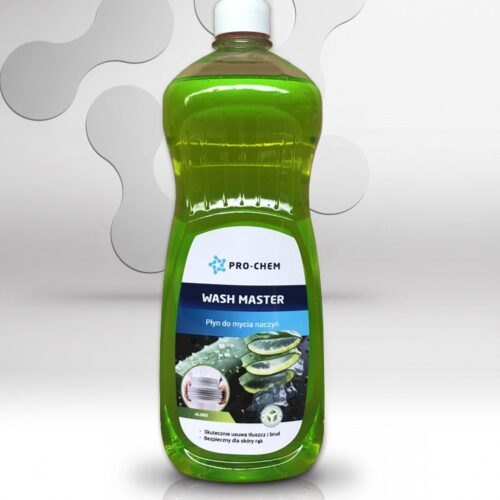 PRO-CHEM
WASH MASTER
Płyn do mycia naczyń
ALOES
Skutecznie usuwa tłuszcz i brud
Bezpieczny dla skóry rąk